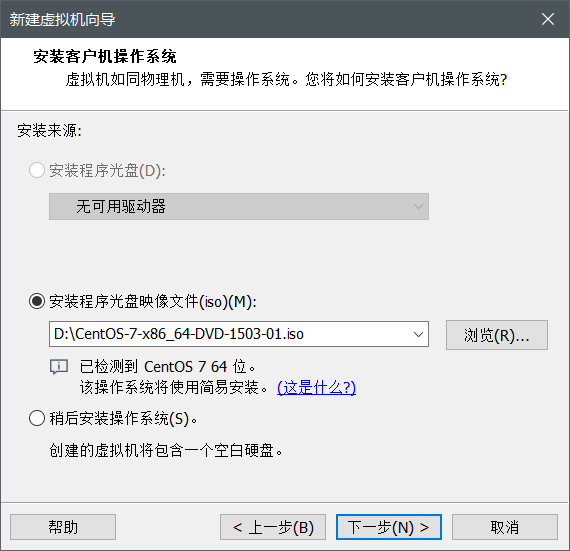 新建虚拟机向导
安装客户机操作系统
虚拟机如同物理机，需要操作系统。您将如何安装客户机操作系统?
安装来源:
安装程序光盘(D):
无可用驱动器
安装程序光盘映像文件(iso)(M):
D:\CentOS-7-x86_64-DVD-1503-01.iso
浏览(R)...
已检测到 CentOS 7 64 位。
该操作系统将使用简易安装。 (这是什么?)
稍后安装操作系统(S)。
创建的虚拟机将包含一个空白硬盘。
帮助
< 上一步(B)
下一步(N) >
取消